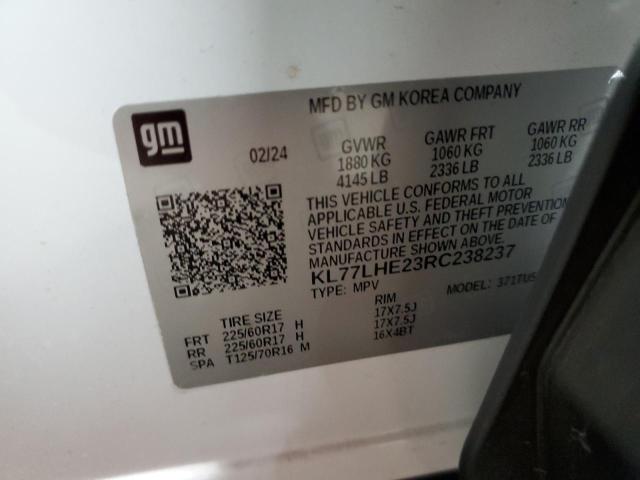 gm
MFD BY GM KOREA COMPANY
02/24
GVWR GAWR FRT GAWR RR
1880 KG 1060 KG 1060 KG
4145 LB 2336 LB 2336 LB
THIS VEHICLE CONFORMS TO ALL
APPLICABLE U.S. FEDERAL MOTOR
VEHICLE SAFETY AND THEFT PREVENTION
STANDARDS IN EFFECT ON THE DATE OF
MANUFACTURE SHOWN ABOVE.
KL77LHE23RC238237
TYPE: MPV MODEL: 371TUS
TIRE SIZE RIM
FRT 225/60R17 H 17X7.5J
RR 225/60R17 H 17X7.5J
SPA T125/70R16 M 16X4BT